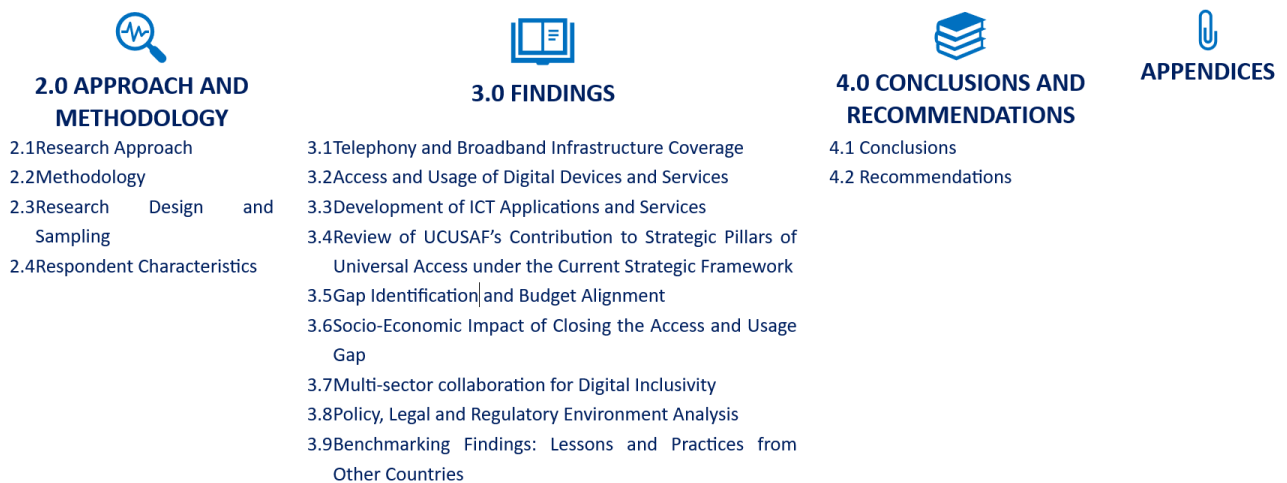 2.0 APPROACH AND
METHODOLOGY
2.1Research Approach
2.2Methodology
2.3Research Design and
Sampling
2.4Respondent Characteristics
3.0 FINDINGS
3.1Telephony and Broadband Infrastructure Coverage
3.2Access and Usage of Digital Devices and Services
3.3Development of ICT Applications and Services
3.4Review of UCUSAF’s Contribution to Strategic Pillars of
Universal Access under the Current Strategic Framework
3.5Gap Identification and Budget Alignment
3.6Socio-Economic Impact of Closing the Access and Usage
Gap
3.7Multi-sector collaboration for Digital Inclusivity
3.8Policy, Legal and Regulatory Environment Analysis
3.9Benchmarking Findings: Lessons and Practices from
Other Countries
4.0 CONCLUSIONS AND
RECOMMENDATIONS
4.1 Conclusions
4.2 Recommendations
APPENDICES